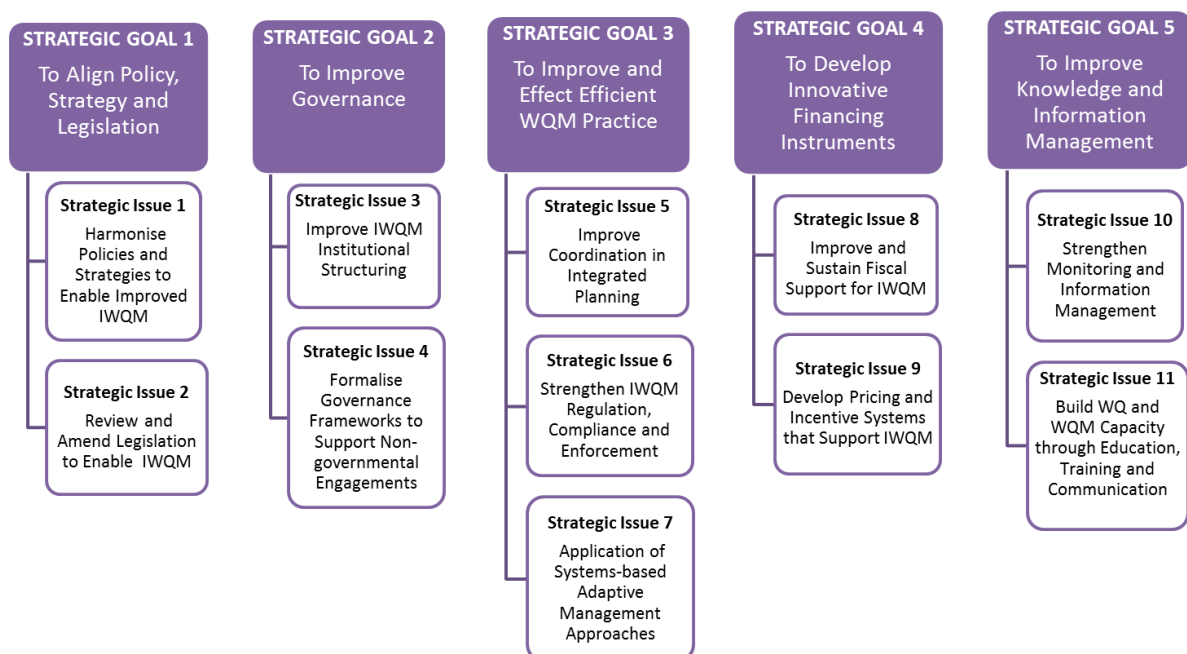 STRATEGIC GOAL 1
To Align Policy,
Strategy and
Legislation
Strategic Issue 1
Harmonise
Policies and
Strategies to
Enable Improved
IWQM
Strategic Issue 2
Review and
Amend Legislation
to Enable IWQM
STRATEGIC GOAL 2
To Improve
Governance
Strategic Issue 3
Improve IWQM
Institutional
Structuring
Strategic Issue 4
Formalise
Governance
Frameworks to
Support Non-
governmental
Engagements
STRATEGIC GOAL 3
To Improve and
Effect Efficient
WQM Practice
Strategic Issue 5
Improve
Coordination in
Integrated
Planning
Strategic Issue 6
Strengthen IWQM
Regulation,
Compliance and
Enforcement
Strategic Issue 7
Application of
Systems-based
Adaptive
Management
Approaches
STRATEGIC GOAL 4
To Develop
Innovative
Financing
Instruments
Strategic Issue 8
Improve and
Sustain Fiscal
Support for IWQM
Strategic Issue 9
Develop Pricing and
Incentive Systems
that Support IWQM
STRATEGIC GOAL 5
To Improve
Knowledge and
Information
Management
Strategic Issue 10
Strengthen
Monitoring and
Information
Management
Strategic Issue 11
Build WQ and
WQM Capacity
through Education,
Training and
Communication